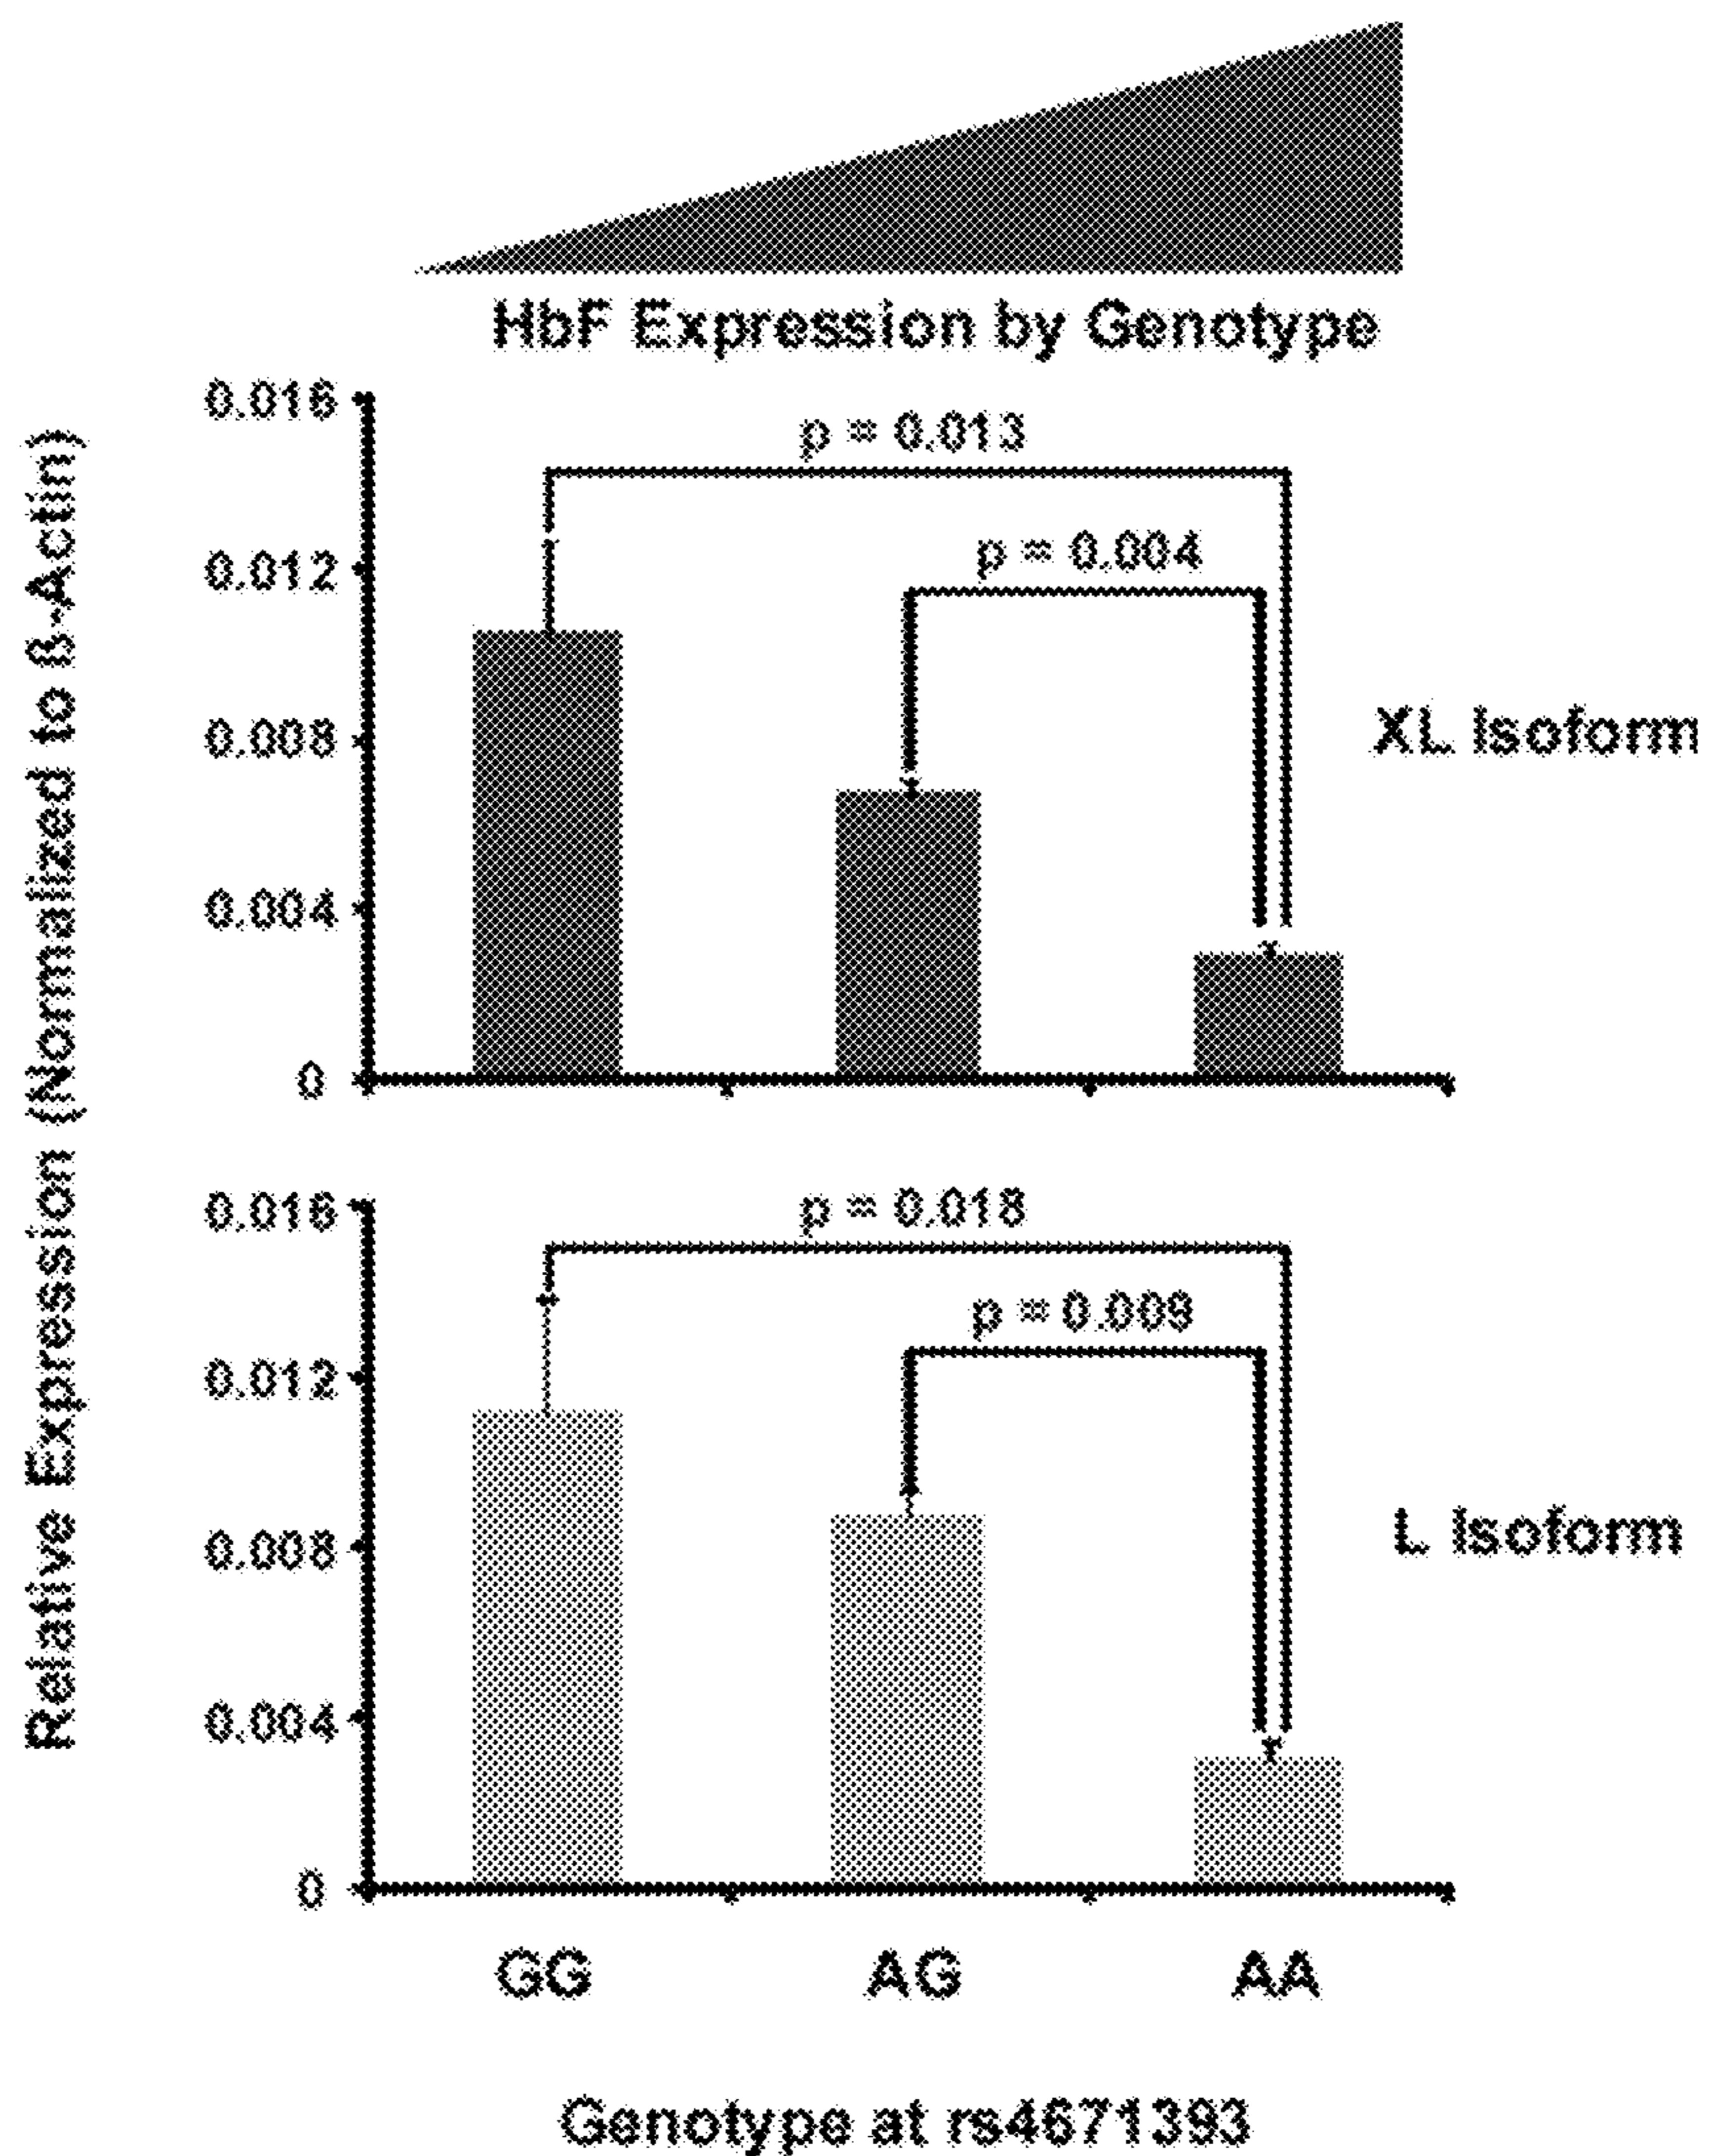 HbF Expression by Genotype
Relative Expression (Normalized to ß-Actin)
0.016
0.012
0.008
0.004
0
p = 0.013
p = 0.004
XL Isoform
0.016
0.012
0.008
0.004
0
p = 0.018
p = 0.009
L Isoform
GG AG AA
Genotype at rs4671393